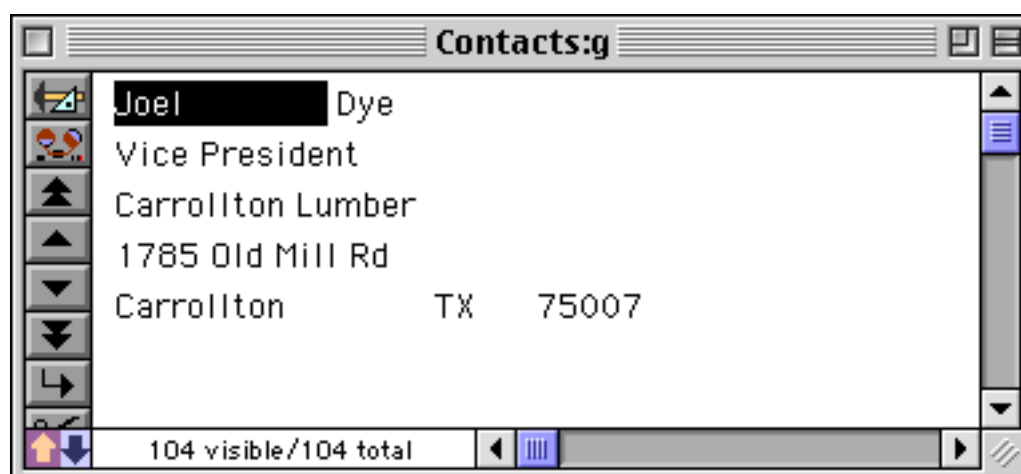 Contacts:g
Joel Dye
Vice President
Carrollton Lumber
1785 Old Mill Rd
Carrollton TX 75007
104 visible/104 total